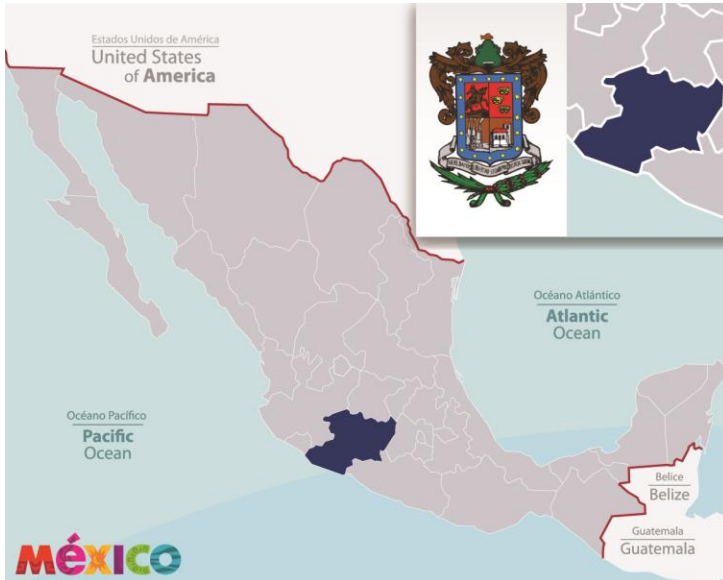 Estados Unidos de América
United States
of America
Océano Atlántico
Atlantic
Ocean
Océano Pacífico
Pacific
Ocean
Belice
Belize
Guatemala
Guatemala
MéXICO